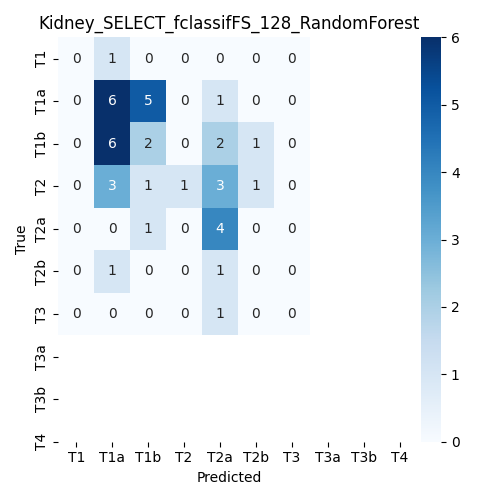 Kidney_SELECT_fclassifFS_128_RandomForest
T1 0 1 0 0 0 0 0
T1a 0 6 5 0 1 0 0
T1b 0 6 2 0 2 1 0
T2 0 3 1 1 3 1 0
T2a 0 0 1 0 4 0 0
T2b 0 1 0 0 1 0 0
T3 0 0 0 0 1 0 0
T3a
T3b
T4
True
T1 T1a T1b T2 T2a T2b T3 T3a T3b T4
Predicted
6
5
4
3
2
1
0